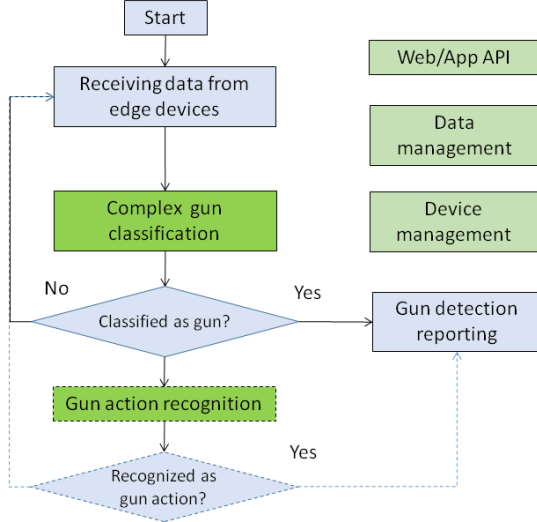 Start
Receiving data from
edge devices
Web/App API
Data
management
Complex gun
classification
Device
management
No
Yes
Classified as gun?
Gun detection
reporting
Gun action recognition
Yes
Recognized as
gun action?